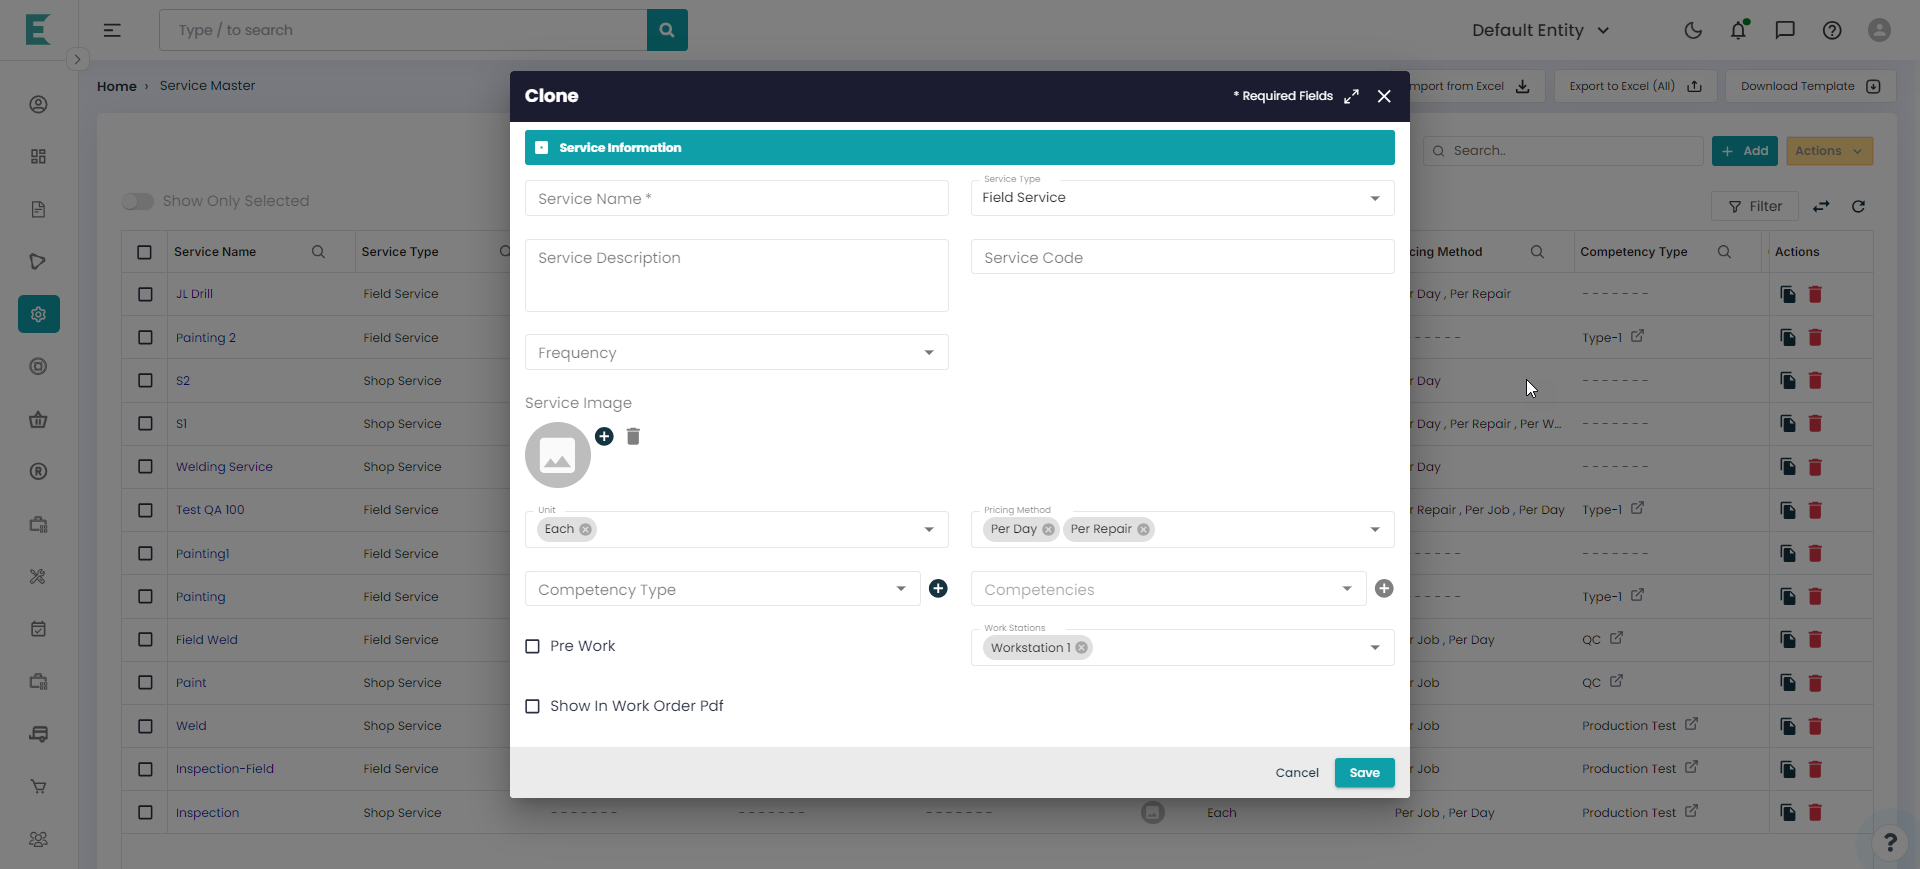 Type / to search
Default Entity
Home › Service Master
mport from Excel
Export to Excel (All)
Download Template
Clone
* Required Fields
Service Information
Service Name *
Service Type
Field Service
Service Description
Service Code
Frequency
Service Image
Unit
Each
Pricing Method
Per Day
Per Repair
Competency Type
Competencies
Pre Work
Work Stations
Workstation 1
Show In Work Order Pdf
Cancel
Save
Search..
+ Add
Actions
Show Only Selected
Filter
Service Name
Service Type
cing Method
Competency Type
Actions
JL Drill
Field Service
r Day , Per Repair
- - - - - - -
Painting 2
Field Service
- - - - -
Type-1
S2
Shop Service
r Day
- - - - - - -
S1
Shop Service
r Day , Per Repair , Per W...
- - - - - - -
Welding Service
Shop Service
r Day
- - - - - - -
Test QA 100
Field Service
r Repair , Per Job , Per Day
Type-1
Painting1
Field Service
- - - - -
- - - - - - -
Painting
Field Service
- - - - -
Type-1
Field Weld
Field Service
r Job , Per Day
QC
Paint
Shop Service
r Job
QC
Weld
Shop Service
r Job
Production Test
Inspection-Field
Field Service
r Job
Production Test
Inspection
Shop Service
- - - - - - -
- - - - - - -
- - - - - - -
Each
Per Job , Per Day
Production Test
?